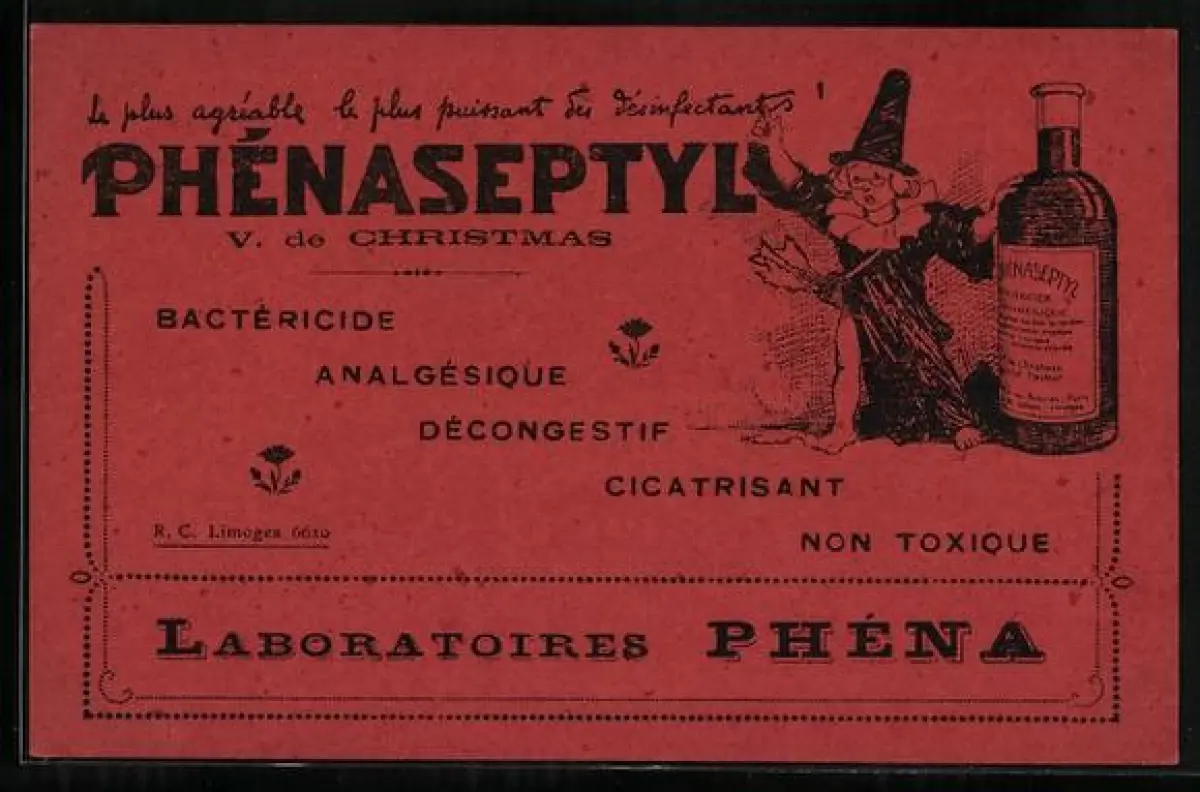 Le plus agréable le plus puissant des désinfectants !
PHÉNASEPTYL
V. de CHRISTMAS
BACTÉRICIDE
ANALGÉSIQUE
DÉCONGESTIF
CICATRISANT
NON TOXIQUE
R. C. Limoges 6610
LABORATOIRES PHÉNA
PHENASEPTYL